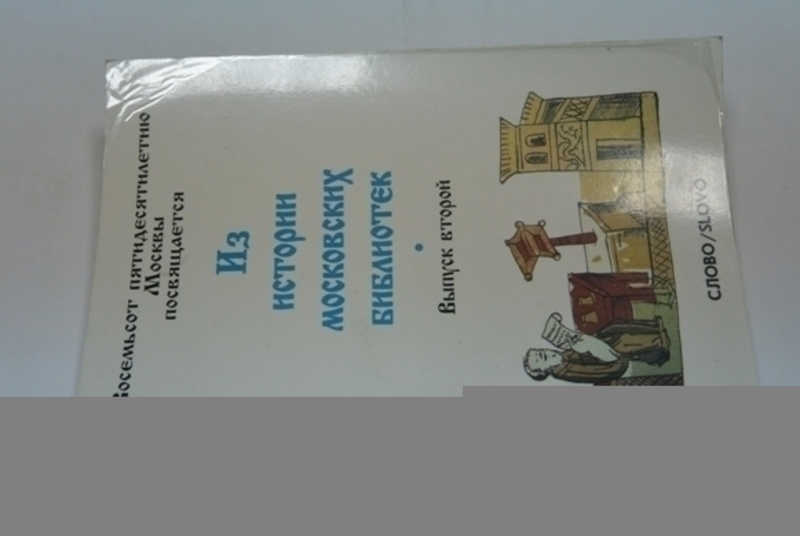 Восемьсот пятидесятилетию
Москвы
посвящается
Из
истории
московских
библиотек
•
Выпуск второй
СЛОВО/SLOVO